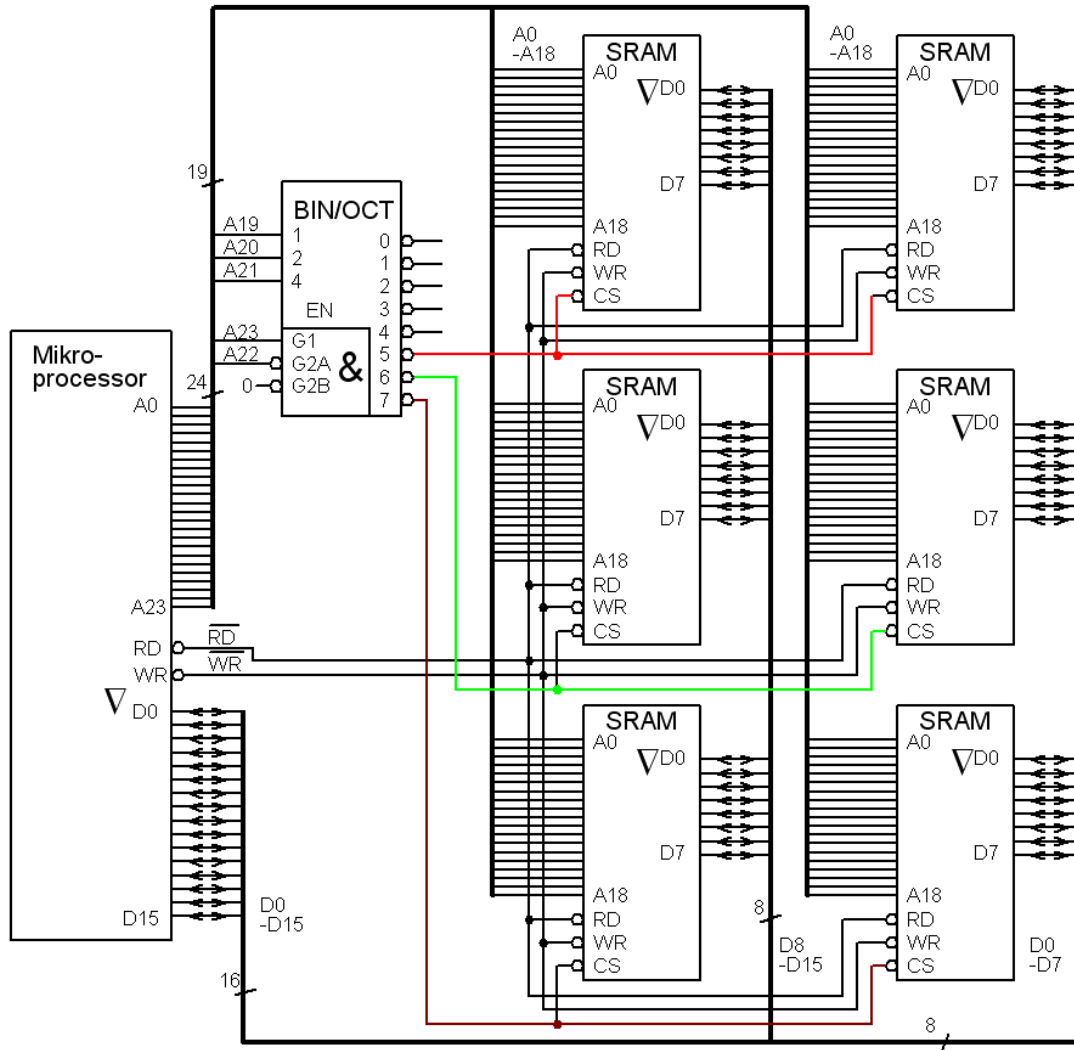 A0
-A18
SRAM
A0
D0
D7
A18
RD
WR
CS
A0
-A18
SRAM
A0
D0
D7
A18
RD
WR
CS
19
A19
A20
A21
A23
A22
0
BIN/OCT
1
2
4
EN
G1
G2A
G2B
&
0
1
2
3
4
5
6
7
24
Mikro-
processor
A0
A23
RD
WR
D0
D15
RD
WR
D0
-D15
16
SRAM
A0
D0
D7
A18
RD
WR
CS
SRAM
A0
D0
D7
A18
RD
WR
CS
SRAM
A0
D0
D7
A18
RD
WR
CS
8
D8
-D15
SRAM
A0
D0
D7
A18
RD
WR
CS
D0
-D7
8